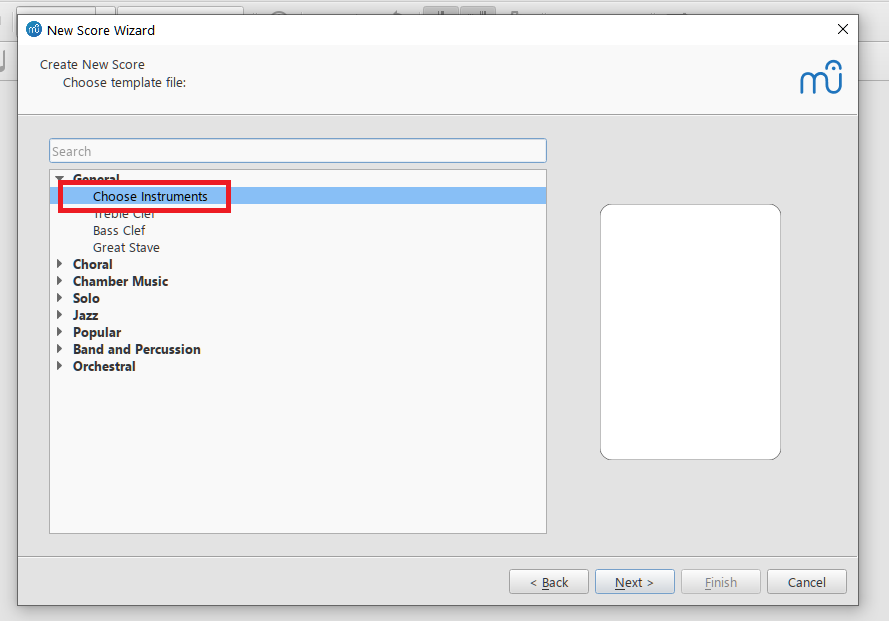 New Score Wizard
Create New Score
Choose template file:
Search
General
Choose Instruments
Treble Clef
Bass Clef
Great Stave
Choral
Chamber Music
Solo
Jazz
Popular
Band and Percussion
Orchestral
< Back
Next >
Finish
Cancel